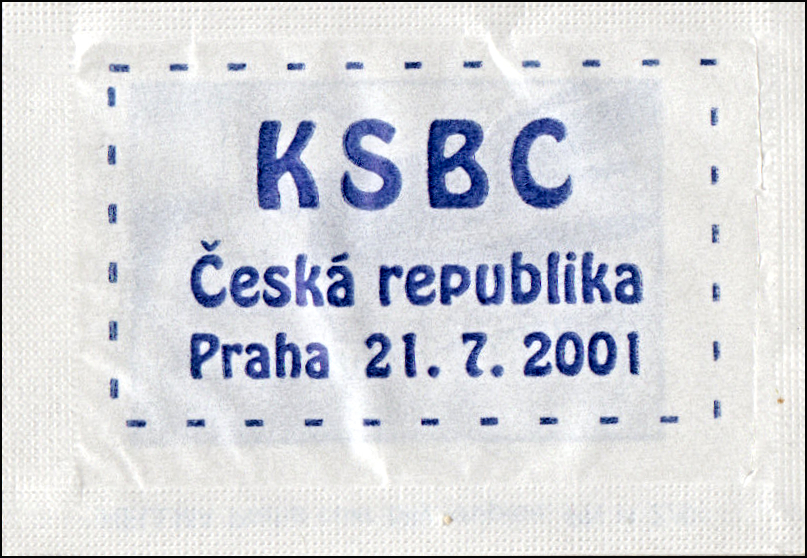 KSBC
Česká republika
Praha 21. 7. 2001